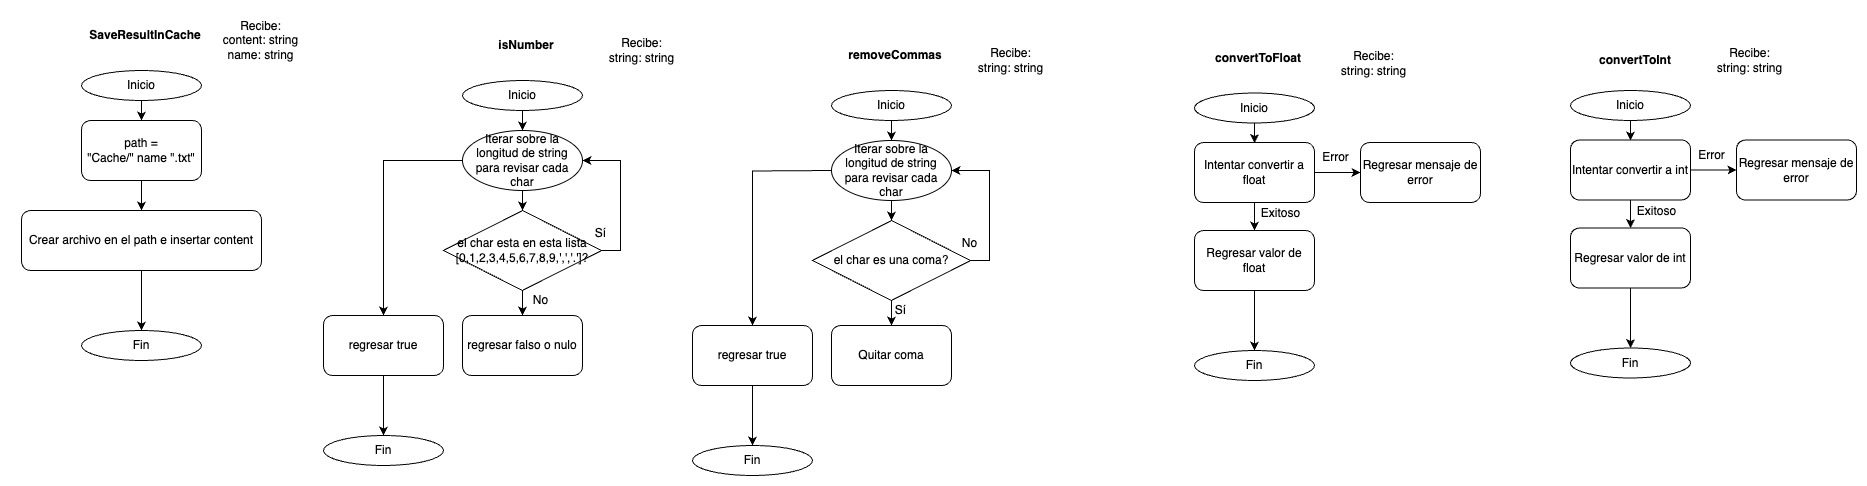 SaveResultInCache
Recibe:
content: string
name: string
Inicio
path =
"Cache/" name ".txt"
Crear archivo en el path e insertar content
Fin
isNumber
Recibe:
string: string
Inicio
Iterar sobre la
longitud de string
para revisar cada
char
el char esta en esta lista
[0,1,2,3,4,5,6,7,8,9,',','.']?
Sí
No
regresar true
regresar falso o nulo
Fin
removeCommas
Recibe:
string: string
Inicio
Iterar sobre la
longitud de string
para revisar cada
char
el char es una coma?
No
Sí
regresar true
Quitar coma
Fin
convertToFloat
Recibe:
string: string
Inicio
Intentar convertir a
float
Error
Regresar mensaje de
error
Exitoso
Regresar valor de
float
Fin
convertToInt
Recibe:
string: string
Inicio
Intentar convertir a int
Error
Regresar mensaje de
error
Exitoso
Regresar valor de int
Fin